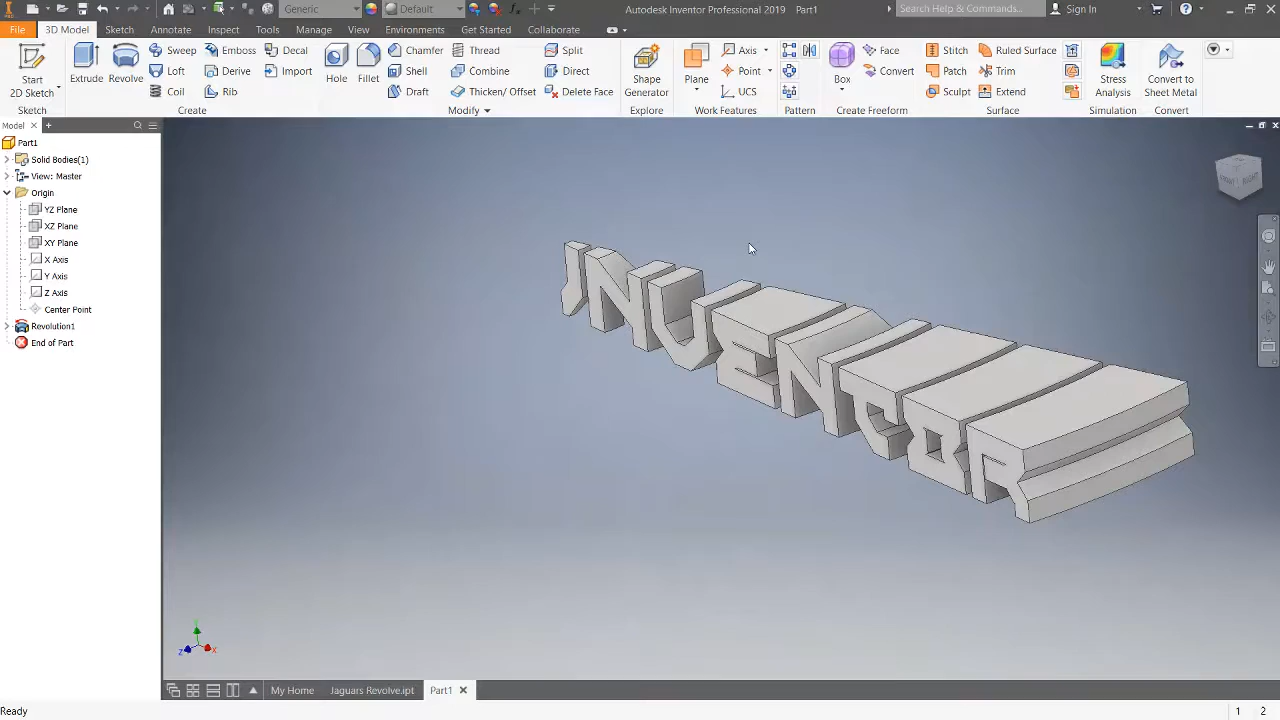 Generic
Default
Autodesk Inventor Professional 2019 Part1
Search Help & Commands...
Sign In
File
3D Model
Sketch
Annotate
Inspect
Tools
Manage
View
Environments
Get Started
Collaborate
Start
2D Sketch
Extrude
Revolve
Sweep
Loft
Coil
Emboss
Derive
Rib
Decal
Import
Hole
Fillet
Chamfer
Shell
Draft
Thread
Combine
Thicken/ Offset
Split
Direct
Delete Face
Shape
Generator
Plane
Axis
Point
UCS
Box
Face
Convert
Stitch
Patch
Sculpt
Ruled Surface
Trim
Extend
Stress
Analysis
Convert to
Sheet Metal
Sketch
Create
Modify
Explore
Work Features
Pattern
Create Freeform
Surface
Simulation
Convert
Model
Part1
Solid Bodies(1)
View: Master
Origin
YZ Plane
XZ Plane
XY Plane
X Axis
Y Axis
Z Axis
Center Point
Revolution1
End of Part
INVENTOR
RIGHT
Y
Z
X
My Home
Jaguars Revolve.ipt
Part1
Ready
1
2